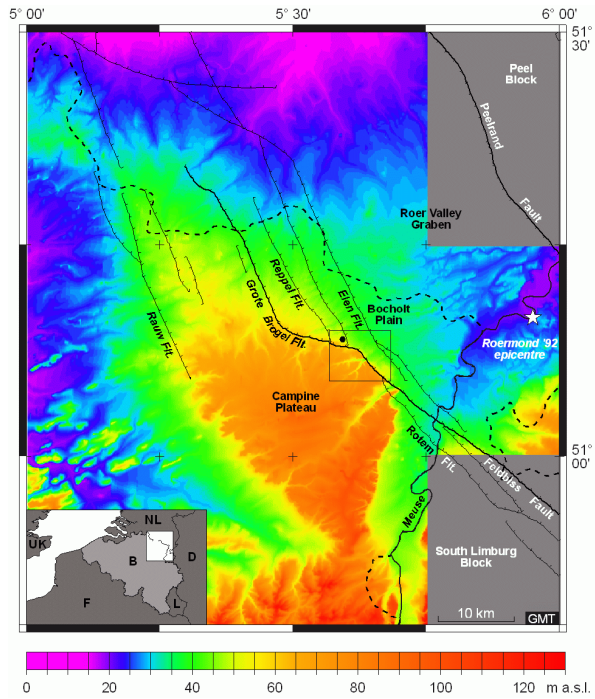 5° 00'
5° 30'
6° 00'
51°
30'
Peel
Block
Peelrand
Fault
Roer Valley
Graben
Reppel Flt.
Elen Flt.
Grote
Brogel Flt.
Bocholt
Plain
Rauw Flt.
Roermond '92
epicentre
Campine
Plateau
51°
00'
Rotem
Flt.
Feldbiss
Fault
Meuse
South Limburg
Block
NL
UK
B
D
F
L
10 km
GMT
0 20 40 60 80 100 120 m a.s.l.